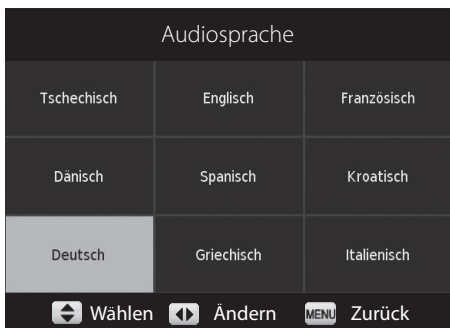 Audiosprache
Tschechisch Englisch Französisch
Dänisch Spanisch Kroatisch
Deutsch Griechisch Italienisch
Wählen Ändern MENU Zurück